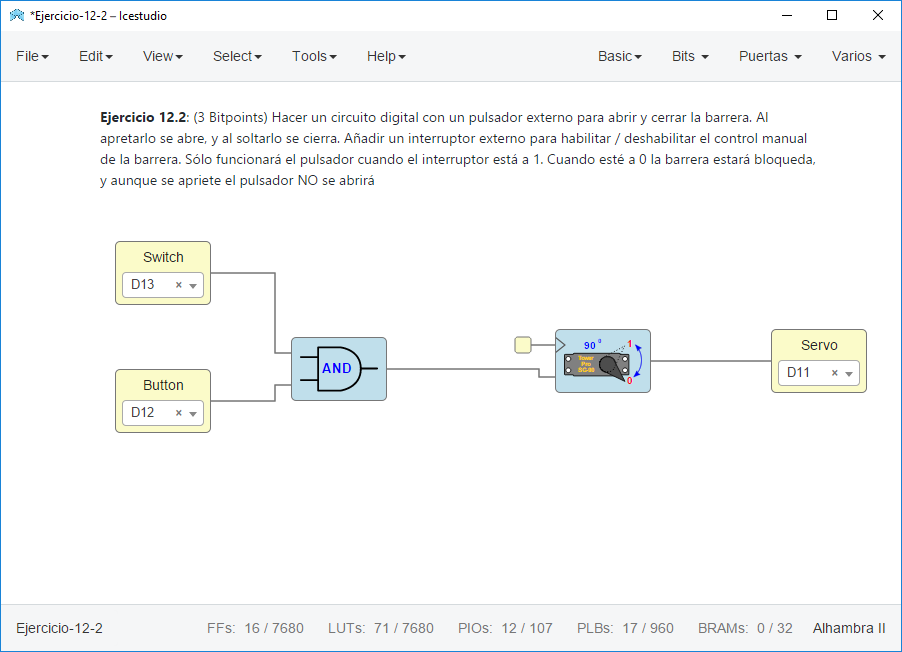 *Ejercicio-12-2 – Icestudio
File Edit View Select Tools Help Basic Bits Puertas Varios
Ejercicio 12.2: (3 Bitpoints) Hacer un circuito digital con un pulsador externo para abrir y cerrar la barrera. Al
apretarlo se abre, y al soltarlo se cierra. Añadir un interruptor externo para habilitar / deshabilitar el control manual
de la barrera. Sólo funcionará el pulsador cuando el interruptor está a 1. Cuando esté a 0 la barrera estará bloqueda,
y aunque se apriete el pulsador NO se abrirá
Switch
D13
Button
D12
AND
90 º
1
Tower
Pro
SG-90
0
Servo
D11
Ejercicio-12-2 FFs: 16 / 7680 LUTs: 71 / 7680 PIOs: 12 / 107 PLBs: 17 / 960 BRAMs: 0 / 32 Alhambra II